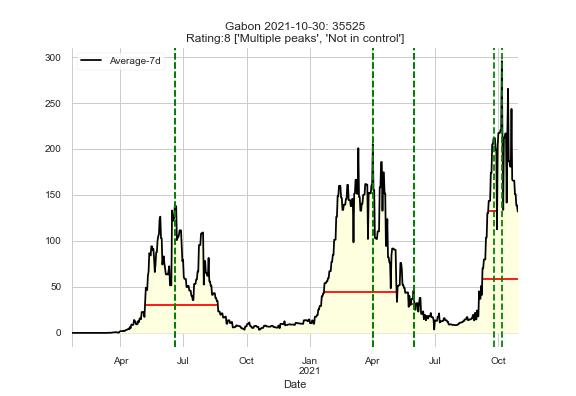 Gabon 2021-10-30: 35525
Rating:8 ['Multiple peaks', 'Not in control']
300
250
200
150
100
50
0
Average-7d
Apr
Jul
Oct
Jan
2021
Apr
Jul
Oct
Date